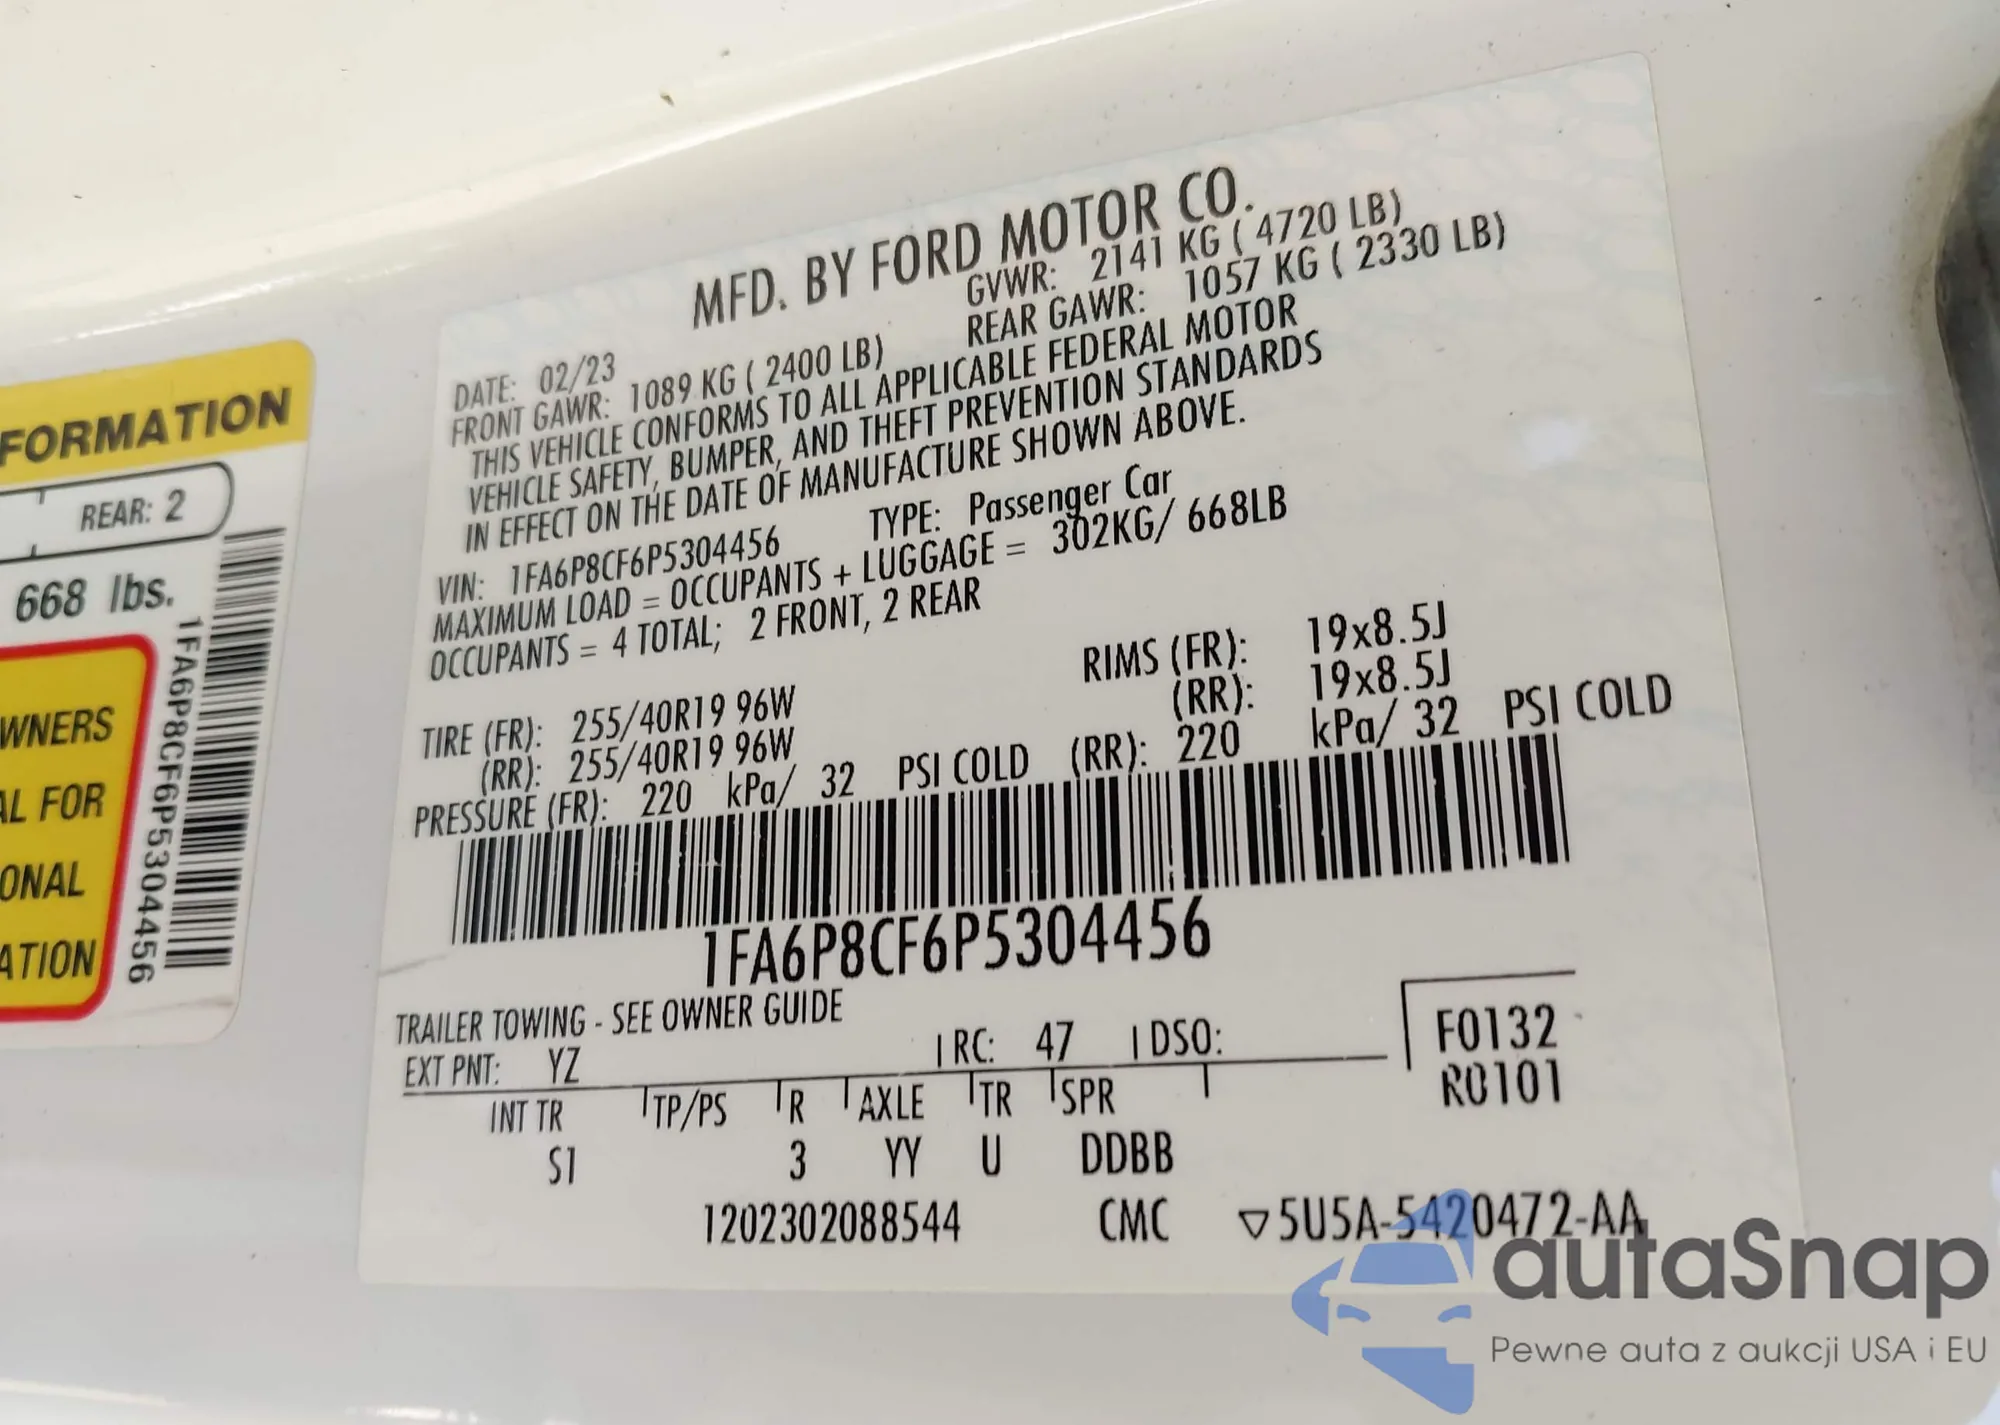 FORMATION
REAR: 2
668 lbs.
WNERS
AL FOR
ONAL
ATION
1FA6P8CF6P5304456
MFD. BY FORD MOTOR CO.
DATE: 02/23 GVWR: 2141 KG ( 4720 LB)
FRONT GAWR: 1089 KG ( 2400 LB) REAR GAWR: 1057 KG ( 2330 LB)
THIS VEHICLE CONFORMS TO ALL APPLICABLE FEDERAL MOTOR
VEHICLE SAFETY, BUMPER, AND THEFT PREVENTION STANDARDS
IN EFFECT ON THE DATE OF MANUFACTURE SHOWN ABOVE.
VIN: 1FA6P8CF6P5304456 TYPE: Passenger Car
MAXIMUM LOAD = OCCUPANTS + LUGGAGE = 302KG/ 668LB
OCCUPANTS = 4 TOTAL; 2 FRONT, 2 REAR
TIRE (FR): 255/40R19 96W RIMS (FR): 19x8.5J
(RR): 255/40R19 96W (RR): 19x8.5J
PRESSURE (FR): 220 kPa/ 32 PSI COLD (RR): 220 kPa/ 32 PSI COLD
1FA6P8CF6P5304456
TRAILER TOWING - SEE OWNER GUIDE
EXT PNT: YZ RC: 47 DSO: F0132
R0101
INT TR TP/PS R AXLE TR SPR
S1 3 YY U DDBB
1202302088544 CMC ▽5U5A-5420472-AA
autaSnap
Pewne auta z aukcji USA i EU